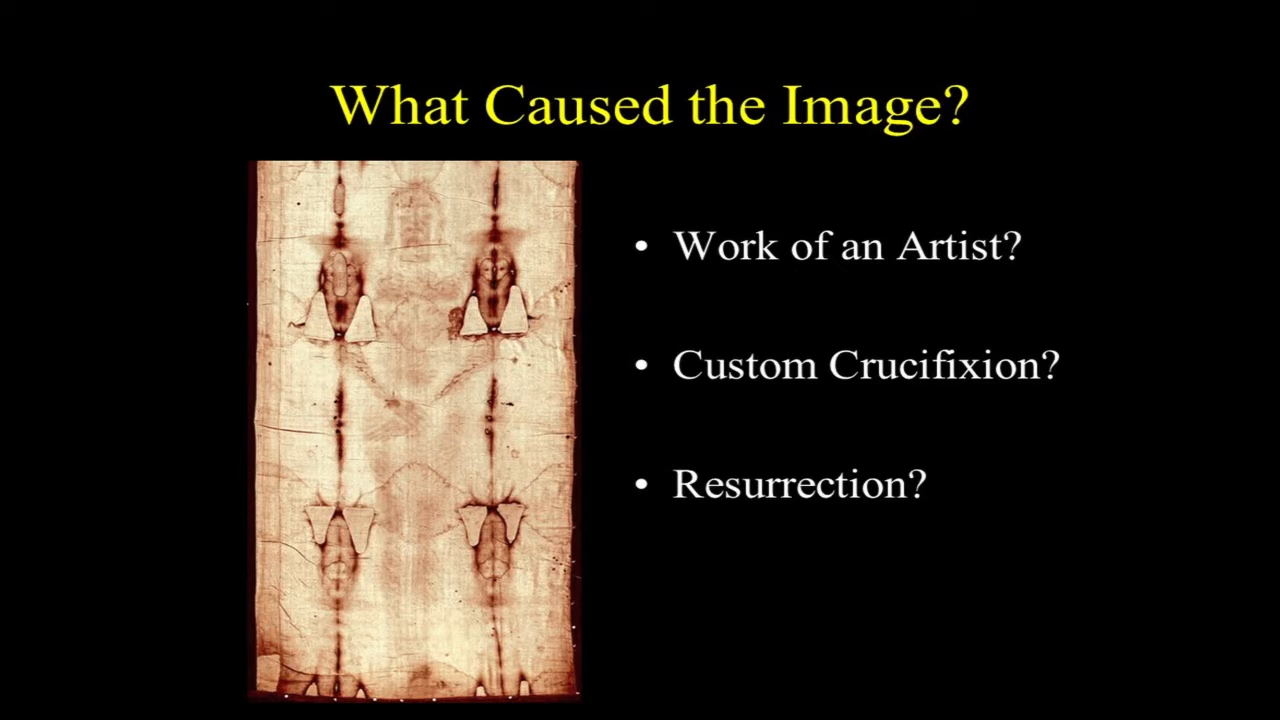 What Caused the Image?
• Work of an Artist?
• Custom Crucifixion?
• Resurrection?